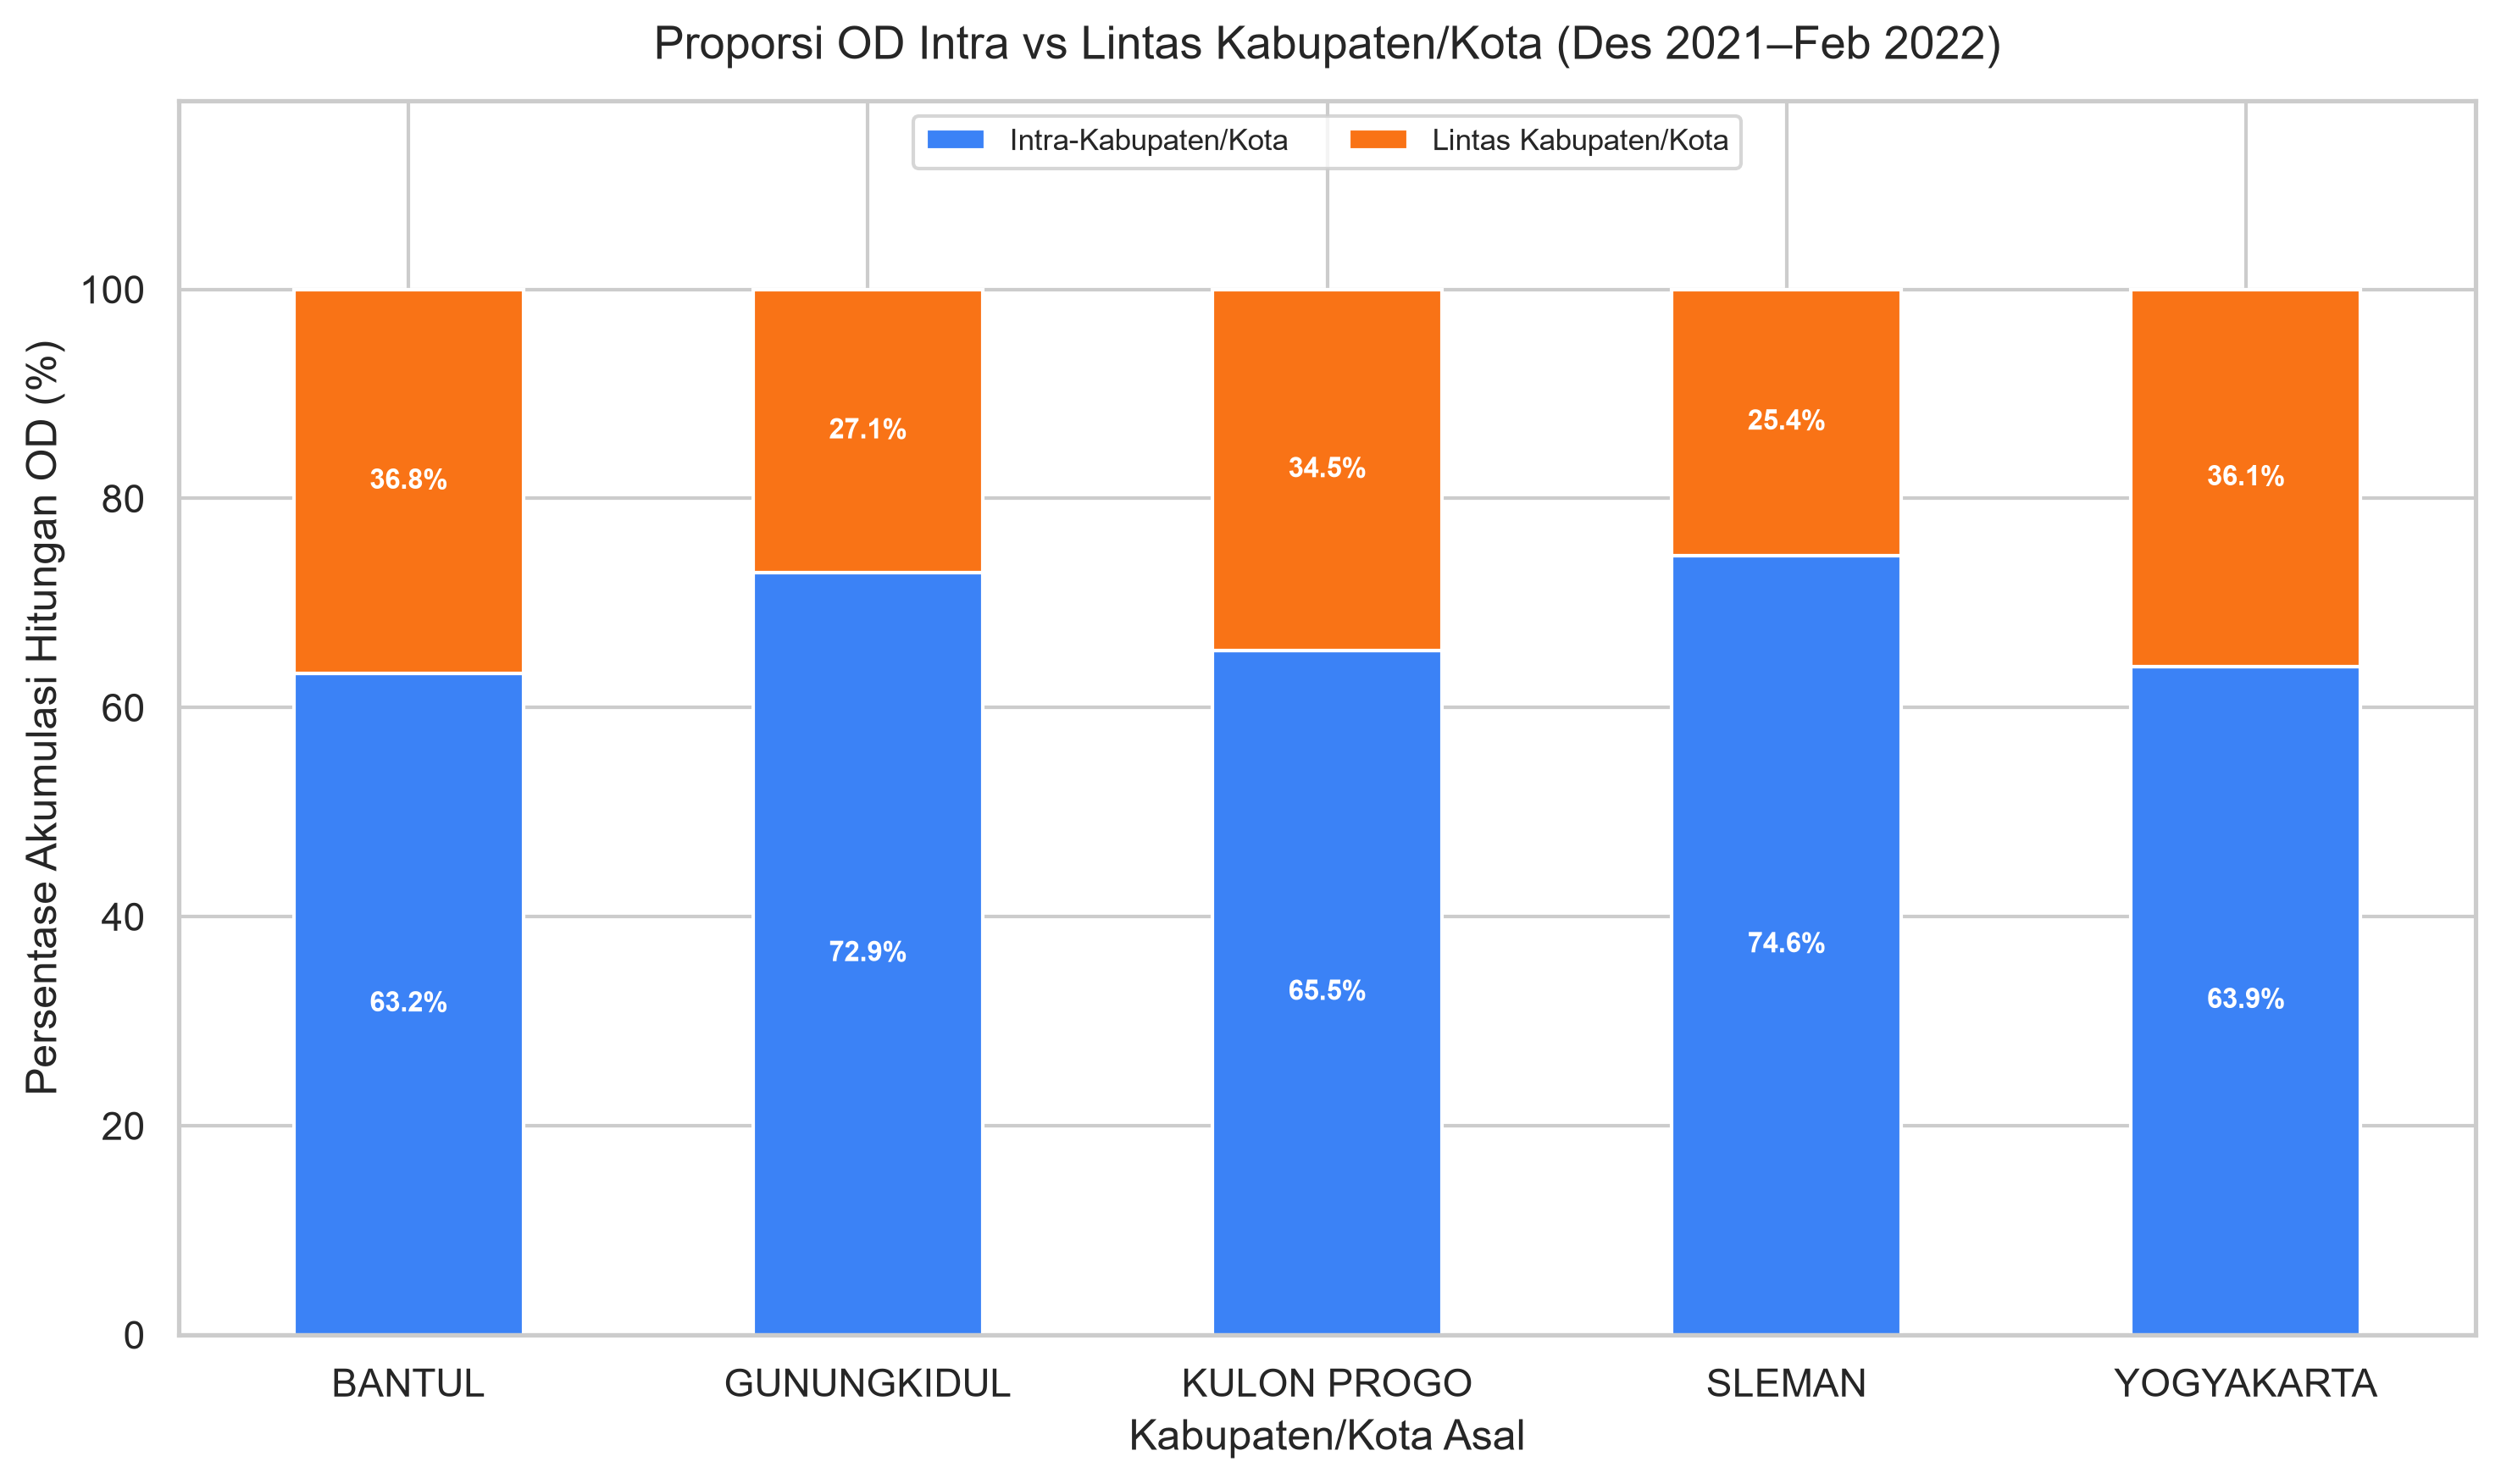 Proporsi OD Intra vs Lintas Kabupaten/Kota (Des 2021–Feb 2022)
Intra-Kabupaten/Kota Lintas Kabupaten/Kota
Persentase Akumulasi Hitungan OD (%)
100
80
60
40
20
0
36.8% 27.1% 34.5% 25.4% 36.1%
63.2% 72.9% 65.5% 74.6% 63.9%
BANTUL GUNUNGKIDUL KULON PROGO SLEMAN YOGYAKARTA
Kabupaten/Kota Asal